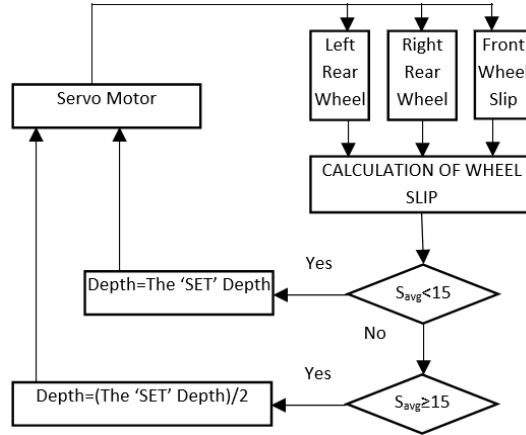 Left
Rear
Wheel
Right
Rear
Wheel
Front
Wheel
Slip
Servo Motor
CALCULATION OF WHEEL
SLIP
Yes
Depth=The ‘SET’ Depth
Savg<15
No
Yes
Depth=(The ‘SET’ Depth)/2
Savg≥15